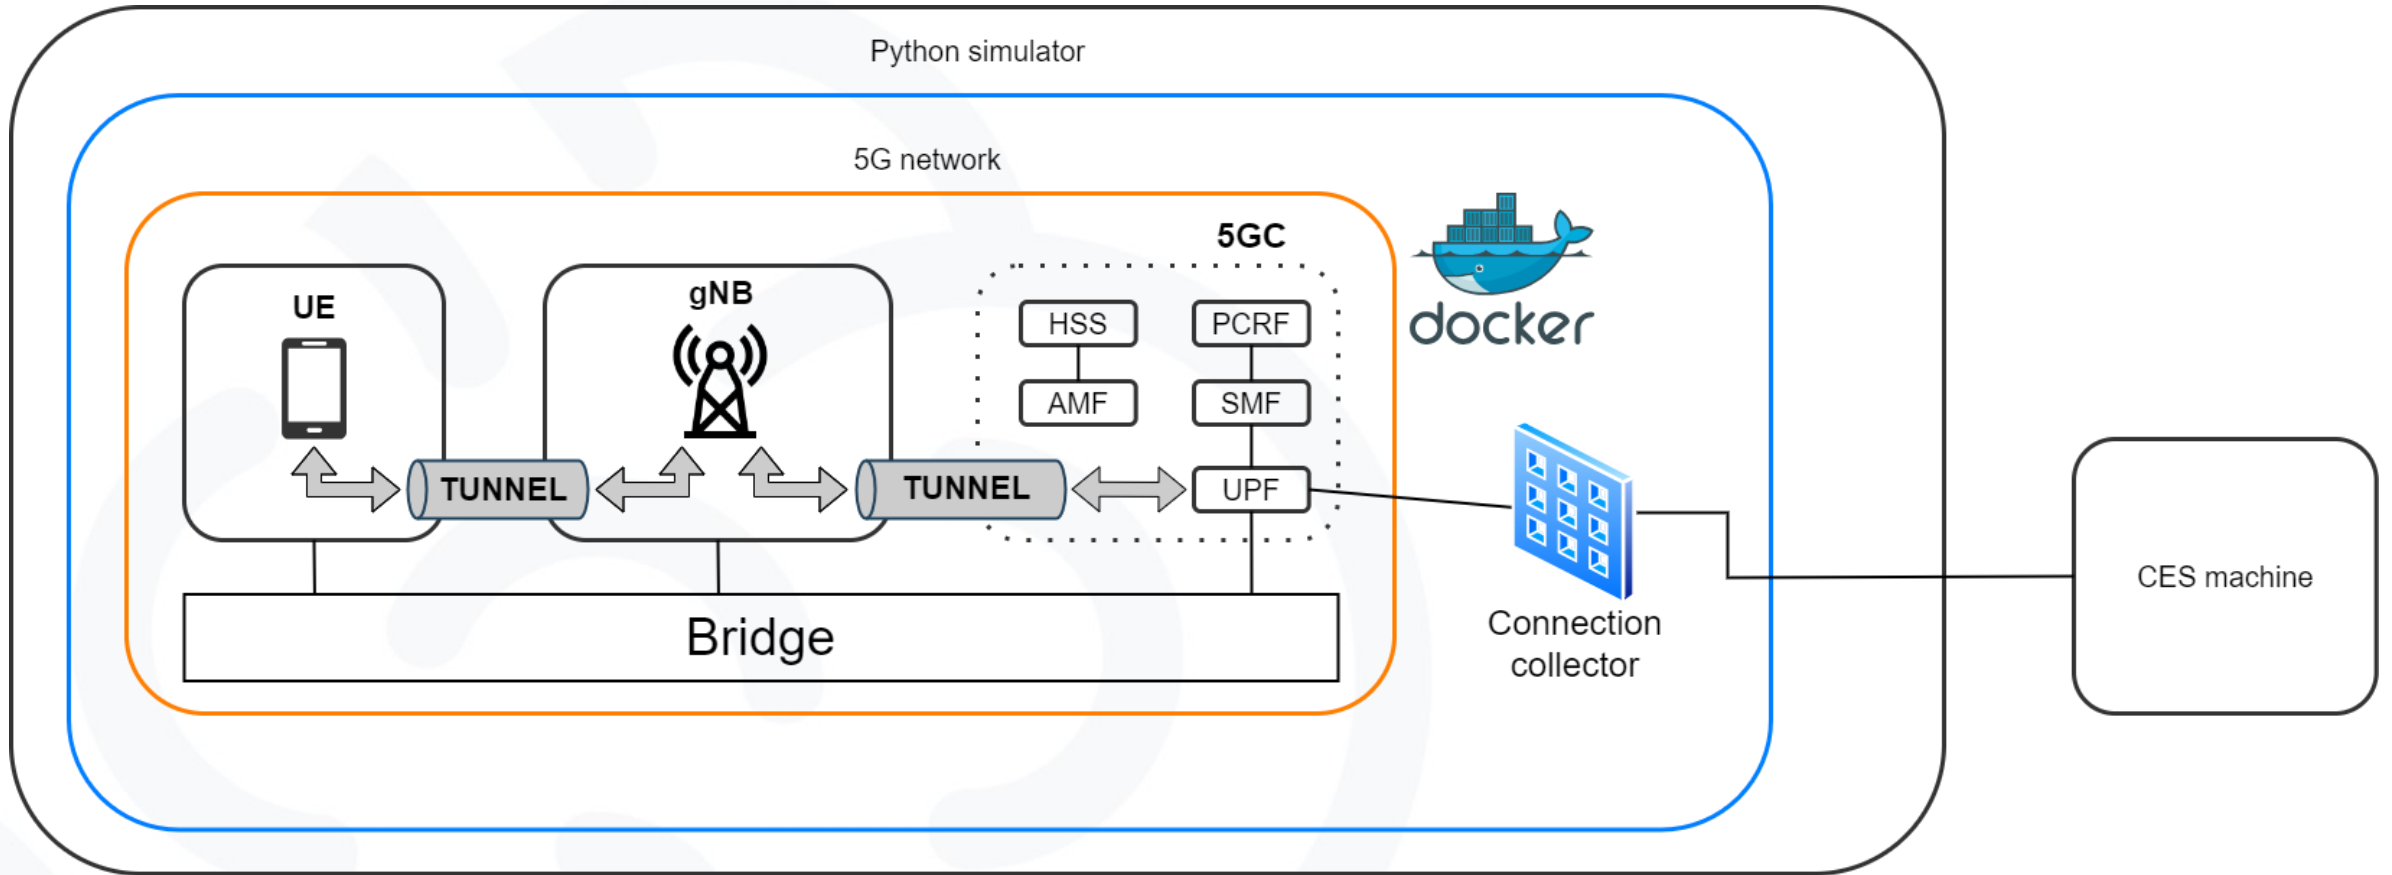 Python simulator
5G network
5GC
UE
gNB
HSS
PCRF
docker
AMF
SMF
TUNNEL
TUNNEL
UPF
CES machine
Connection
collector
Bridge